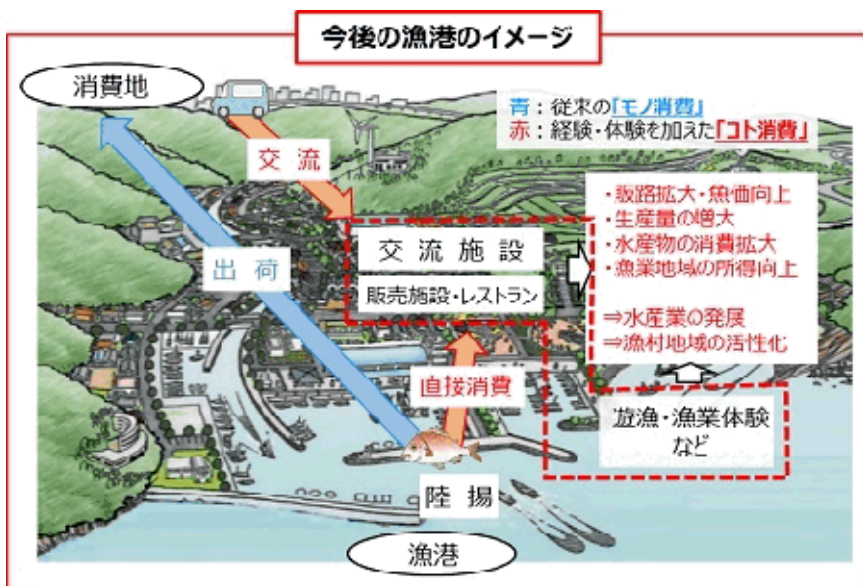 今後の漁港のイメージ
消費地
青：従来の「モノ消費」
赤：経験・体験を加えた「コト消費」
交流
・販路拡大・魚価向上
・生産量の増大
・水産物の消費拡大
・漁業地域の所得向上
⇒水産業の発展
⇒漁村地域の活性化
交流施設
販売施設・レストラン
出荷
直接消費
遊漁・漁業体験
など
陸揚
漁港